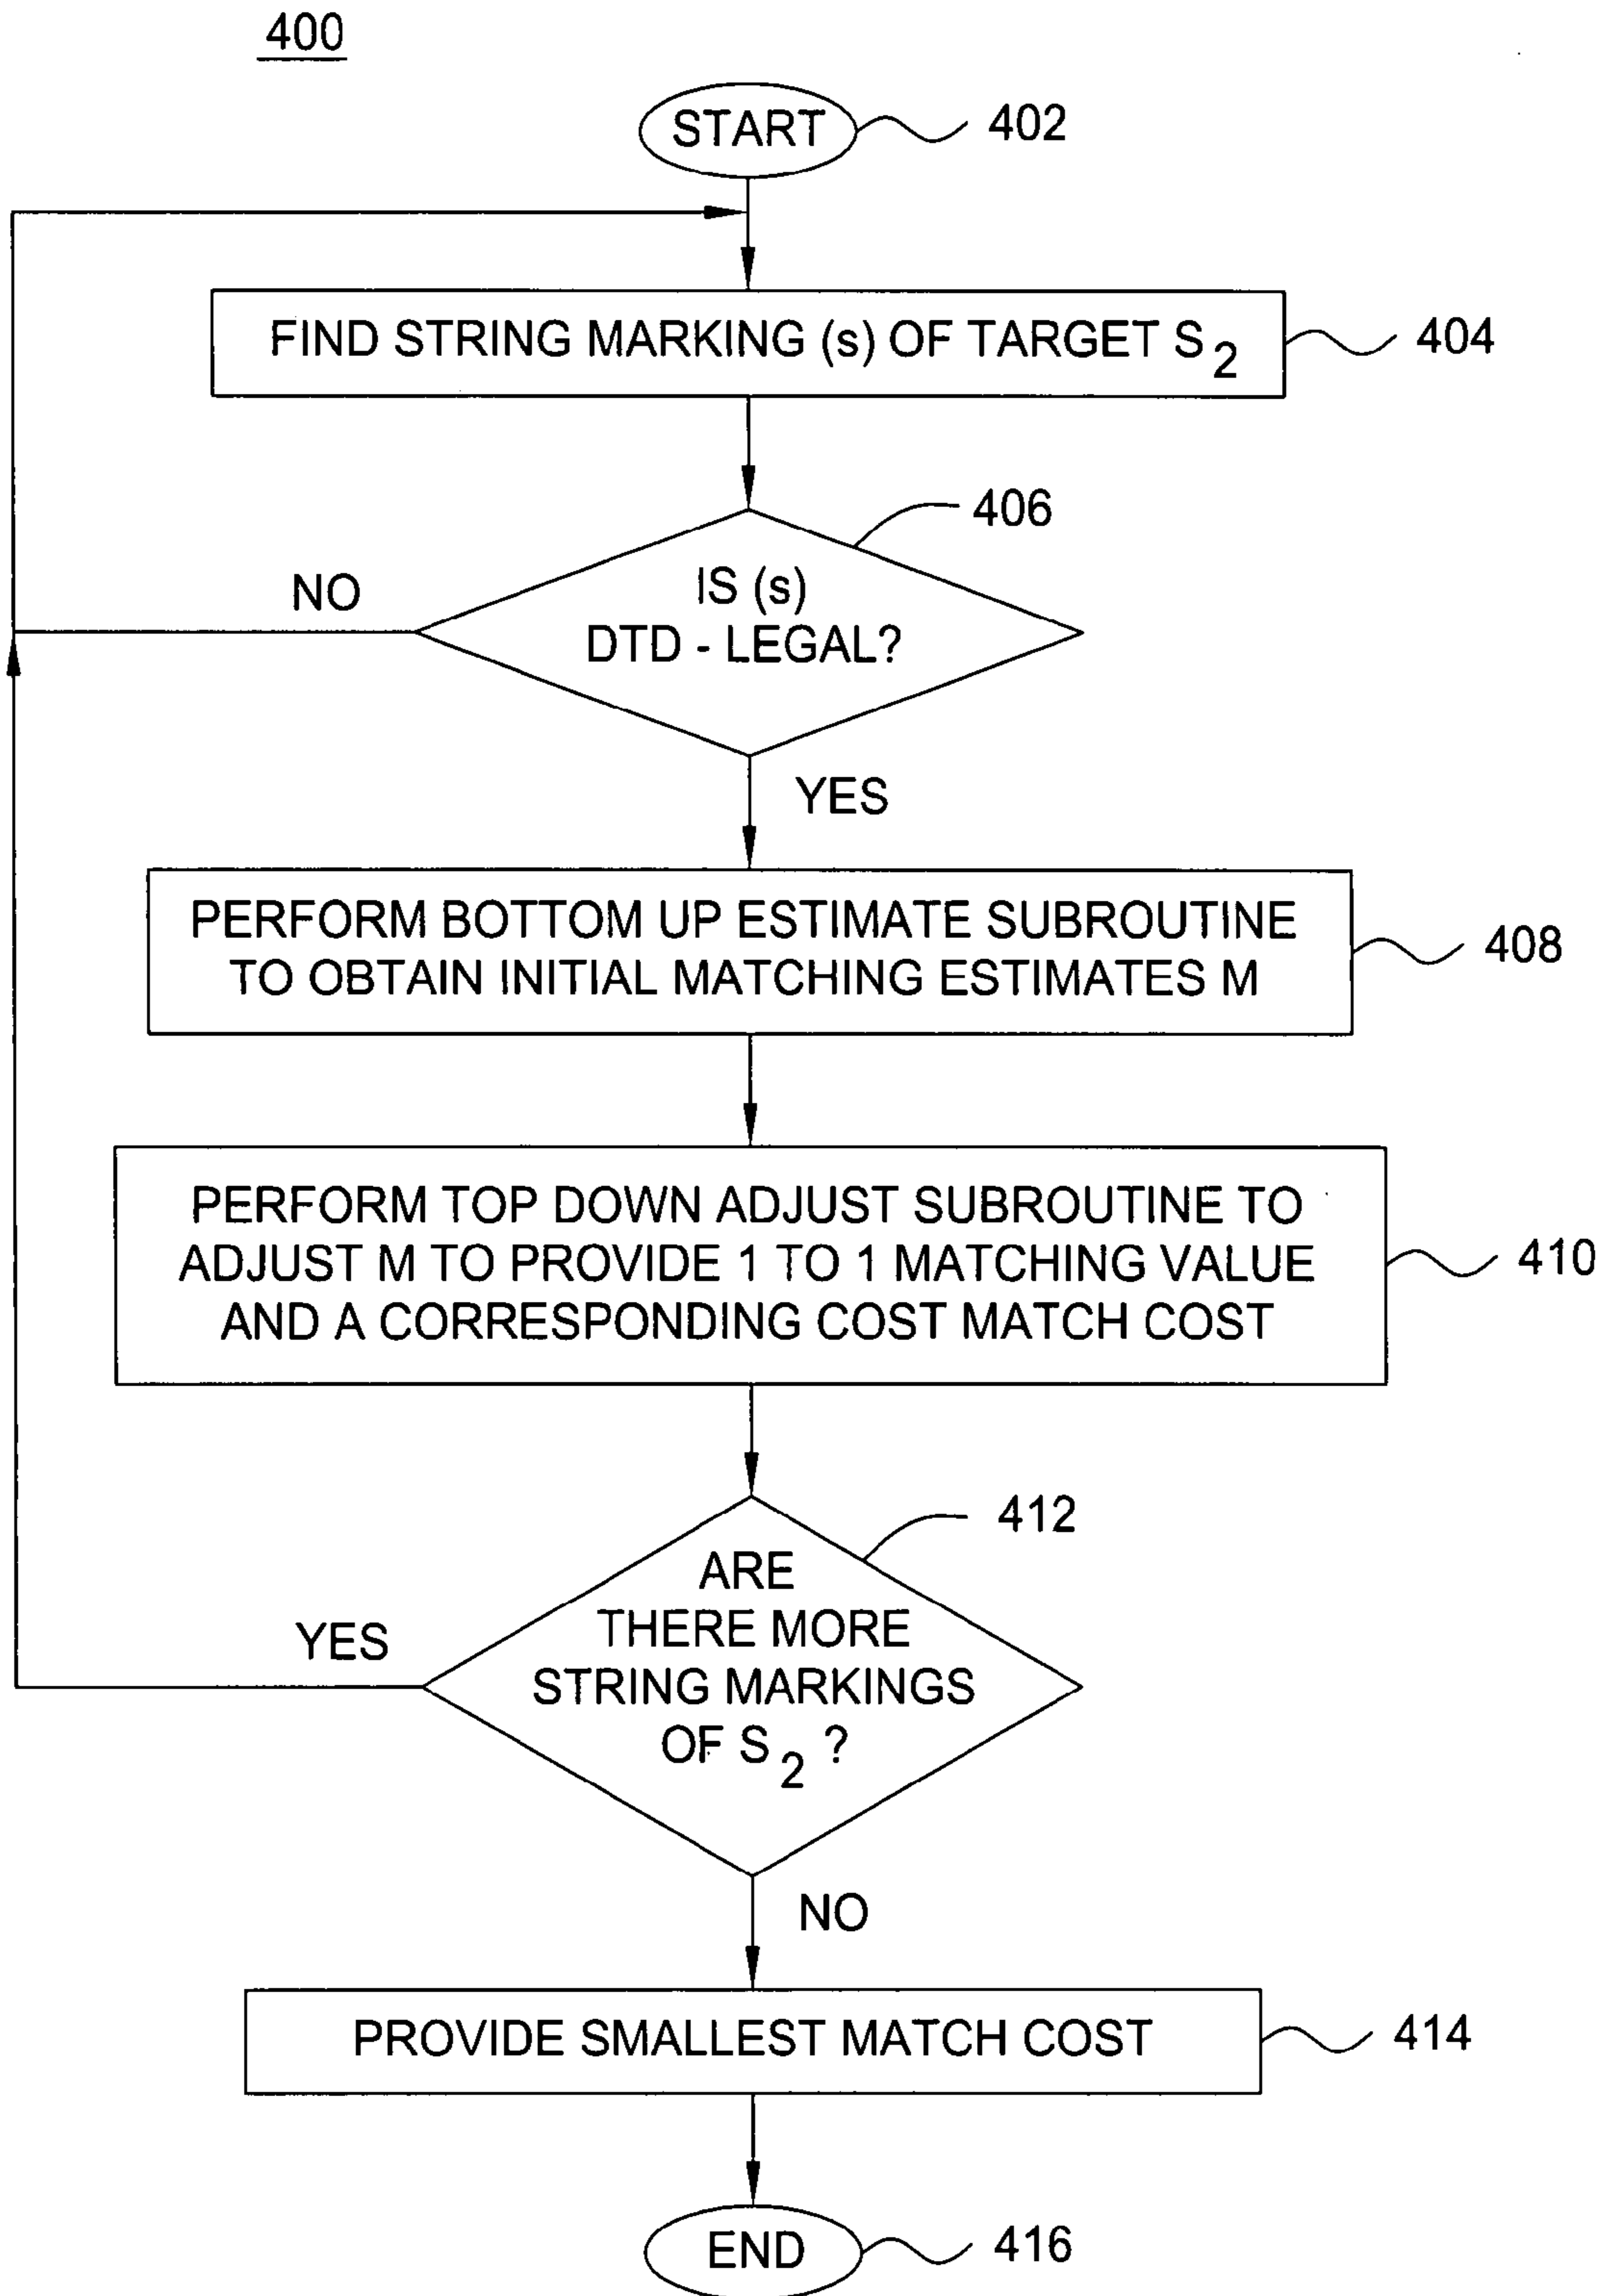 400
START
402
FIND STRING MARKING (s) OF TARGET S2
404
406
IS (s)
DTD - LEGAL?
NO
YES
PERFORM BOTTOM UP ESTIMATE SUBROUTINE
TO OBTAIN INITIAL MATCHING ESTIMATES M
408
PERFORM TOP DOWN ADJUST SUBROUTINE TO
ADJUST M TO PROVIDE 1 TO 1 MATCHING VALUE
AND A CORRESPONDING COST MATCH COST
410
412
ARE
THERE MORE
STRING MARKINGS
OF S2 ?
YES
NO
PROVIDE SMALLEST MATCH COST
414
END
416